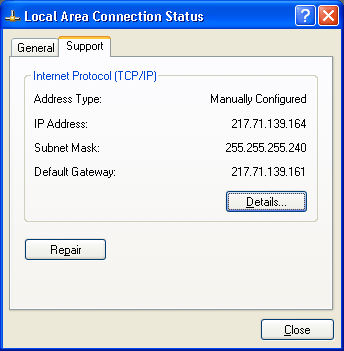 Local Area Connection Status
General Support
Internet Protocol (TCP/IP)
Address Type: Manually Configured
IP Address: 217.71.139.164
Subnet Mask: 255.255.255.240
Default Gateway: 217.71.139.161
Details...
Repair
Close